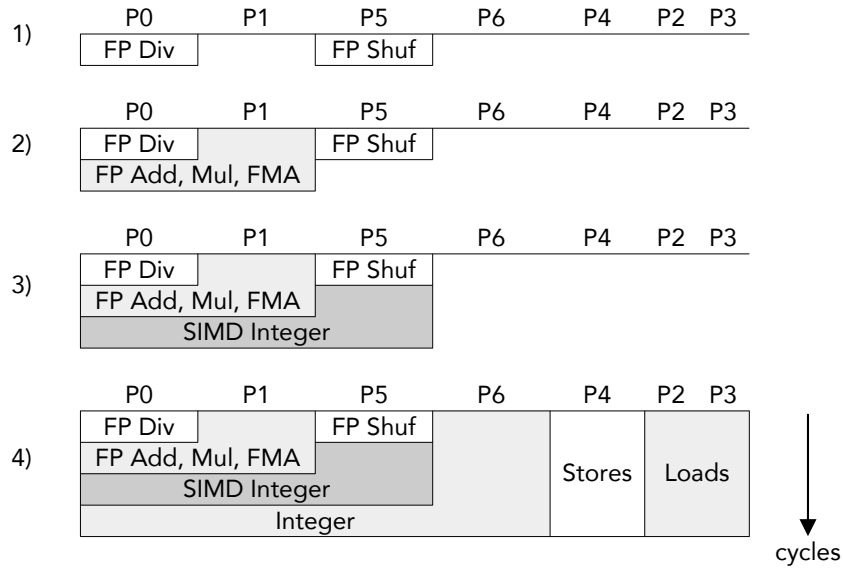 1)
P0 P1 P5 P6 P4 P2 P3
FP Div FP Shuf
2)
P0 P1 P5 P6 P4 P2 P3
FP Div FP Shuf
FP Add, Mul, FMA
3)
P0 P1 P5 P6 P4 P2 P3
FP Div FP Shuf
FP Add, Mul, FMA
SIMD Integer
4)
P0 P1 P5 P6 P4 P2 P3
FP Div FP Shuf
FP Add, Mul, FMA
Stores Loads
SIMD Integer
Integer
cycles